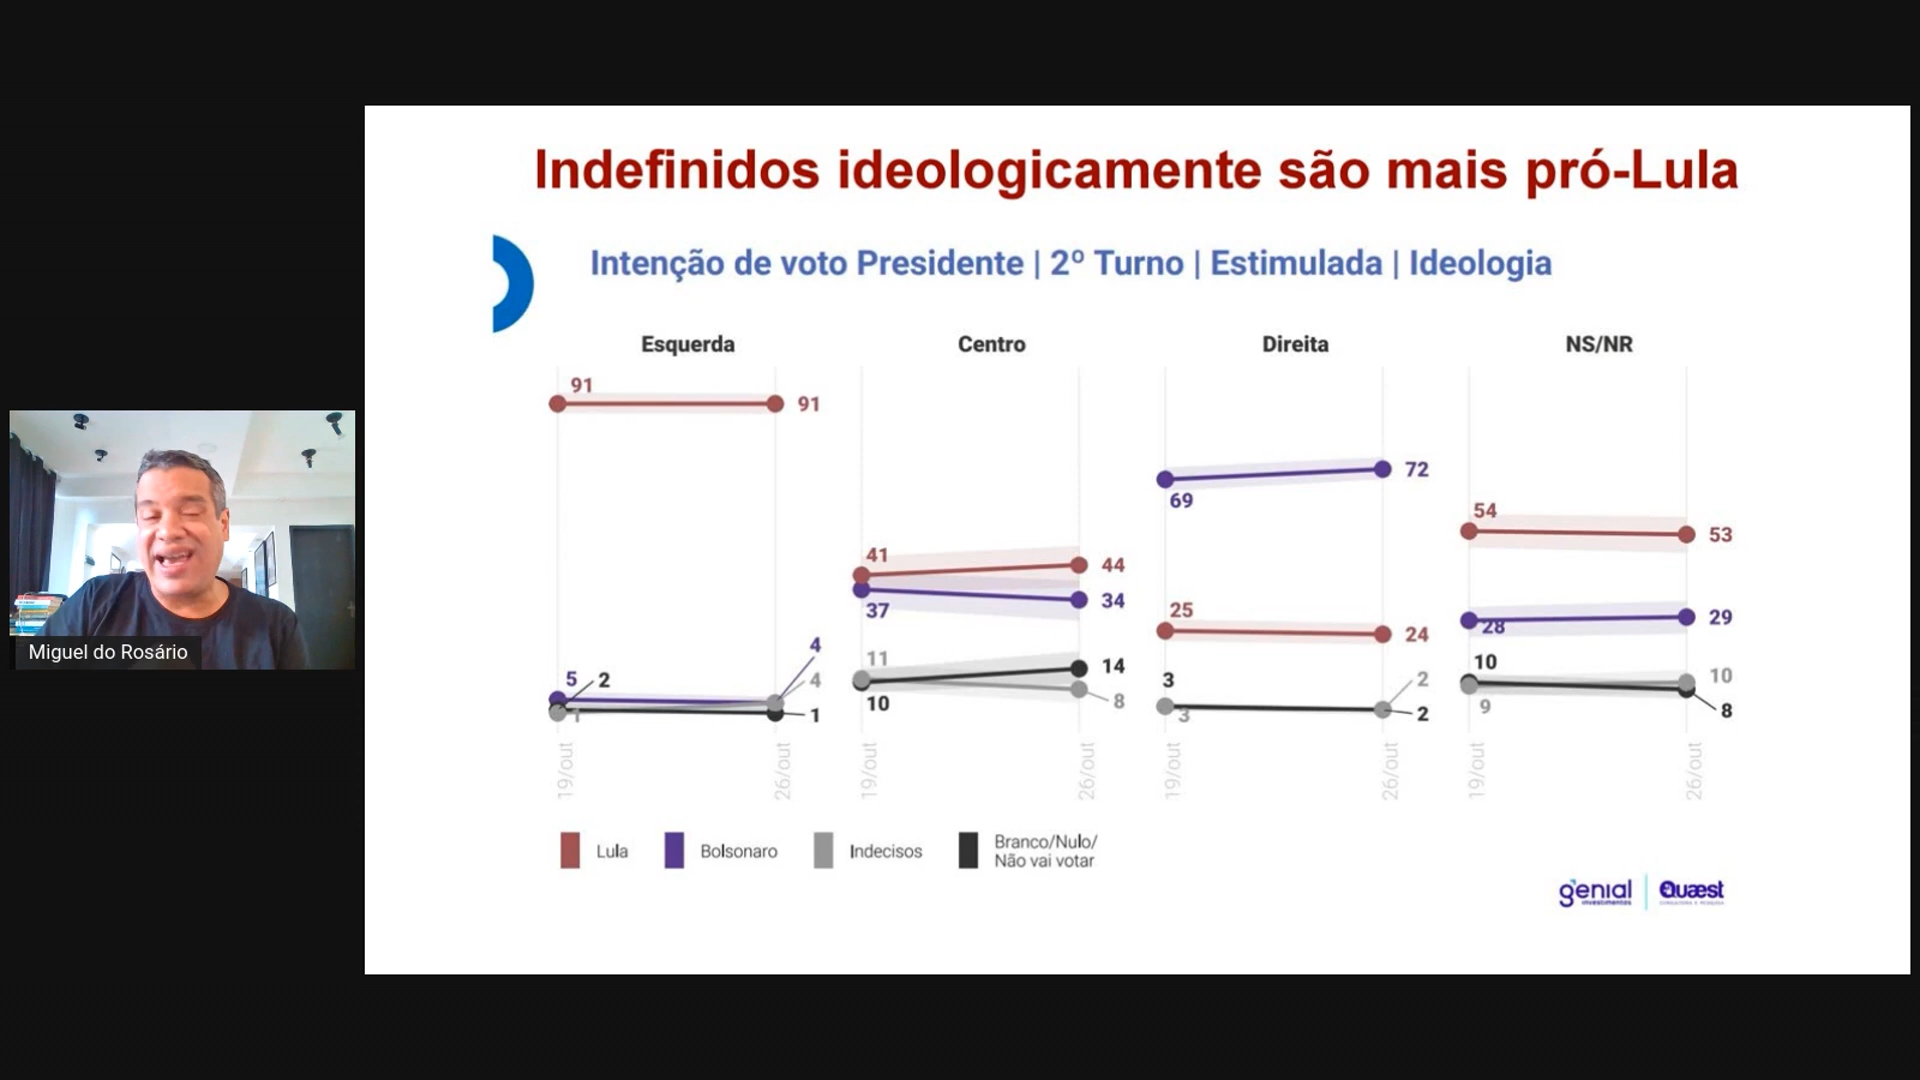 Indefinidos ideologicamente são mais pró-Lula
Intenção de voto Presidente | 2º Turno | Estimulada | Ideologia
Esquerda
91
91
5
2
1
4
4
1
19/out
26/out
Centro
41
44
37
34
11
10
14
8
19/out
26/out
Direita
69
72
25
24
3
3
2
2
19/out
26/out
NS/NR
54
53
28
29
10
9
10
8
19/out
26/out
Lula
Bolsonaro
Indecisos
Branco/Nulo/
Não vai votar
genial
investimentos
Quæst
Miguel do Rosário